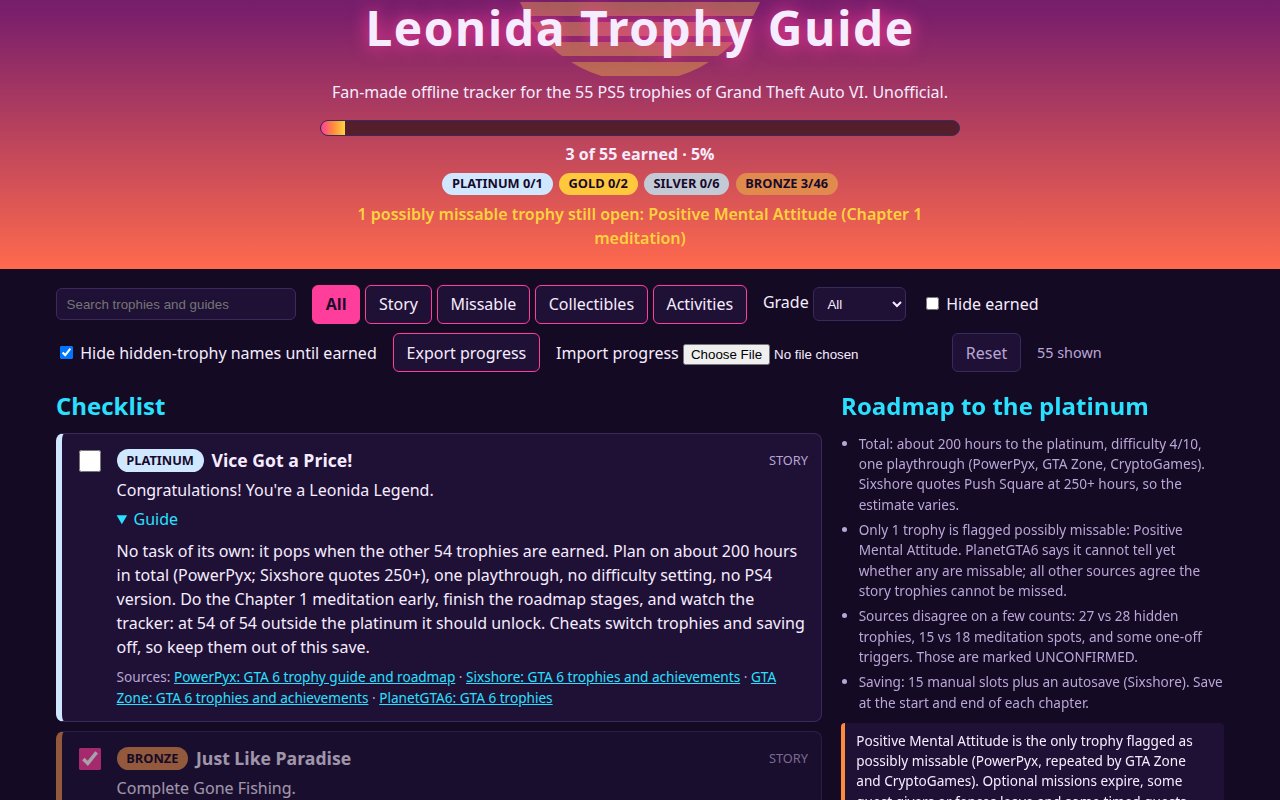 Leonida Trophy Guide
Fan-made offline tracker for the 55 PS5 trophies of Grand Theft Auto VI. Unofficial.
3 of 55 earned · 5%
PLATINUM 0/1 GOLD 0/2 SILVER 0/6 BRONZE 3/46
1 possibly missable trophy still open: Positive Mental Attitude (Chapter 1
meditation)
Search trophies and guides All Story Missable Collectibles Activities Grade All Hide earned
Hide hidden-trophy names until earned Export progress Import progress Choose File No file chosen Reset 55 shown
Checklist
PLATINUM Vice Got a Price! STORY
Congratulations! You're a Leonida Legend.
▼ Guide
No task of its own: it pops when the other 54 trophies are earned. Plan on about 200 hours
in total (PowerPyx; Sixshore quotes 250+), one playthrough, no difficulty setting, no PS4
version. Do the Chapter 1 meditation early, finish the roadmap stages, and watch the
tracker: at 54 of 54 outside the platinum it should unlock. Cheats switch trophies and saving
off, so keep them out of this save.
Sources: PowerPyx: GTA 6 trophy guide and roadmap · Sixshore: GTA 6 trophies and achievements · GTA
Zone: GTA 6 trophies and achievements · PlanetGTA6: GTA 6 trophies
BRONZE Just Like Paradise STORY
Complete Gone Fishing.
Roadmap to the platinum
Total: about 200 hours to the platinum, difficulty 4/10,
one playthrough (PowerPyx, GTA Zone, CryptoGames).
Sixshore quotes Push Square at 250+ hours, so the
estimate varies.
Only 1 trophy is flagged possibly missable: Positive
Mental Attitude. PlanetGTA6 says it cannot tell yet
whether any are missable; all other sources agree the
story trophies cannot be missed.
Sources disagree on a few counts: 27 vs 28 hidden
trophies, 15 vs 18 meditation spots, and some one-off
triggers. Those are marked UNCONFIRMED.
Saving: 15 manual slots plus an autosave (Sixshore). Save
at the start and end of each chapter.
Positive Mental Attitude is the only trophy flagged as
possibly missable (PowerPyx, repeated by GTA Zone
and CryptoGames). Optional missions expire, some